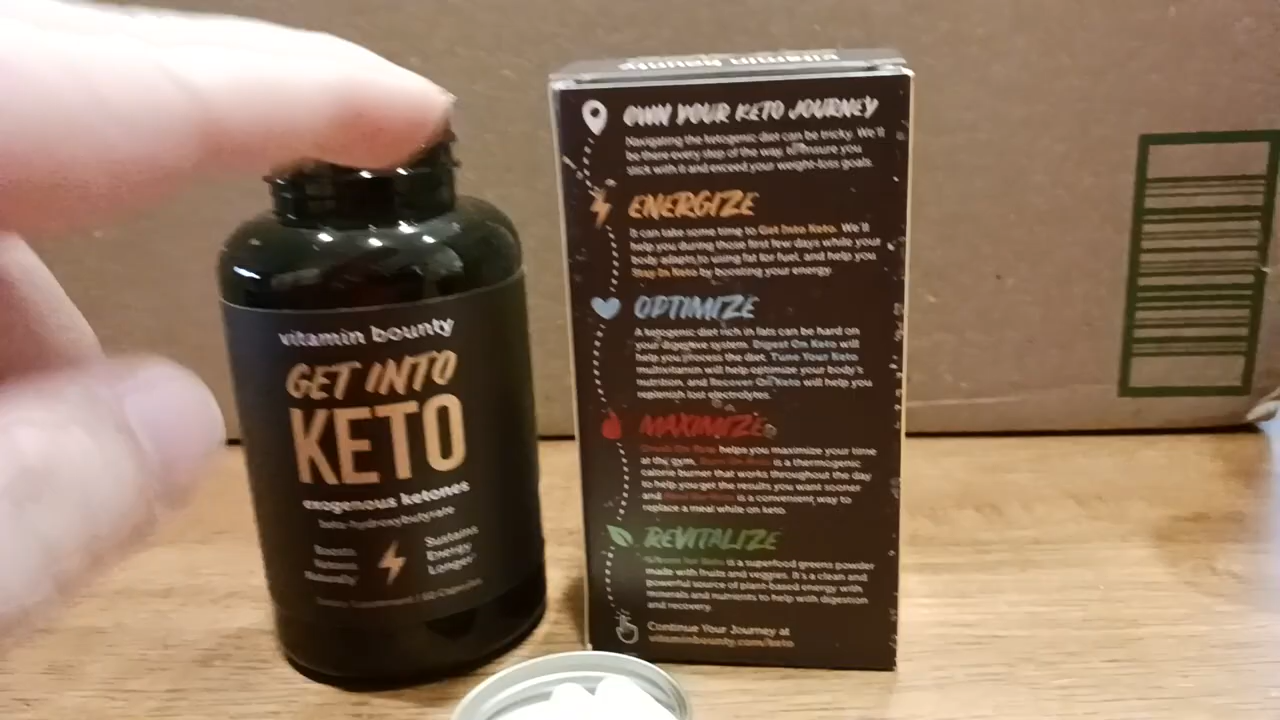 vitamin bounty
GET INTO
KETO
exogenous ketones
beta-hydroxybutyrate
Boosts
Ketones
Naturally*
Sustains
Energy
Longer*
Dietary Supplement / 60 Capsules
vitamin bounty
OWN YOUR KETO JOURNEY
Navigating the ketogenic diet can be tricky. We'll
be there every step of the way, to ensure you
stick with it and exceed your weight-loss goals.
ENERGIZE
It can take some time to Get Into Keto. We'll
help you during those first few days while your
body adapts to using fat for fuel, and help you
Stay In Keto by boosting your energy.
OPTIMIZE
A ketogenic diet rich in fats can be hard on
your digestive system. Digest On Keto will
help you process the diet. Tune Your Keto
multivitamin will help optimize your body's
nutrition, and Recover On Keto will help you
replenish lost electrolytes.
MAXIMIZE
helps you maximize your time
at the gym. is a thermogenic
calorie burner that works throughout the day
to help you get the results you want sooner
and is a convenient way to
replace a meal while on keto.
REVITALIZE
is a superfood greens powder
made with fruits and veggies. It's a clean and
powerful source of plant-based energy with
minerals and nutrients to help with digestion
and recovery.
Continue Your Journey at
vitaminbounty.com/keto